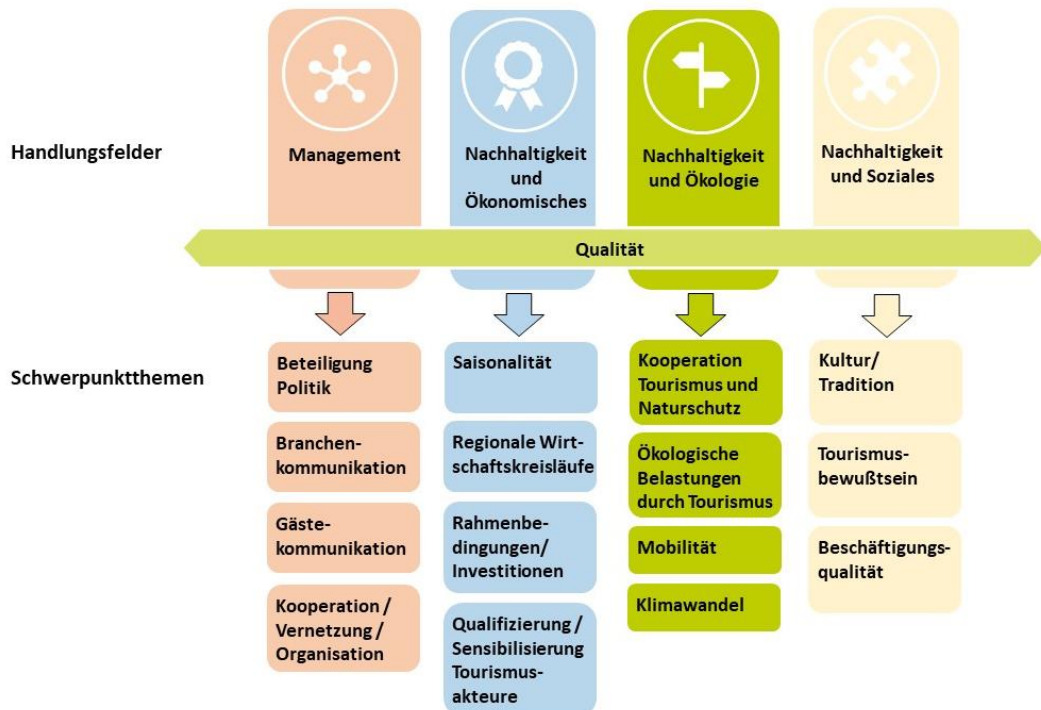 Handlungsfelder
Management
Nachhaltigkeit
und
Ökonomisches
Nachhaltigkeit
und Ökologie
Nachhaltigkeit
und Soziales
Qualität
Schwerpunktthemen
Beteiligung
Politik
Branchen-
kommunikation
Gäste-
kommunikation
Kooperation /
Vernetzung /
Organisation
Saisonalität
Regionale Wirt-
schaftskreisläufe
Rahmenbe-
dingungen/
Investitionen
Qualifizierung /
Sensibilisierung
Tourismus-
akteure
Kooperation
Tourismus und
Naturschutz
Ökologische
Belastungen
durch Tourismus
Mobilität
Klimawandel
Kultur/
Tradition
Tourismus-
bewußtsein
Beschäftigungs-
qualität